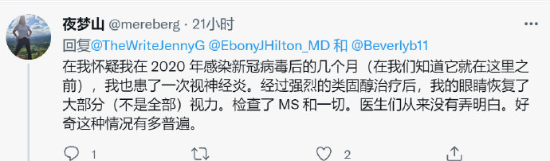 夜梦山 @mereberg · 21小时
回复@TheWriteJennyG @EbonyJHilton_MD 和 @Beverlyb11
在我怀疑我在 2020 年感染新冠病毒后的几个月（在我们知道它就在这里之
前），我也患了一次视神经炎。经过强烈的类固醇治疗后，我的眼睛恢复了
大部分（不是全部）视力。检查了 MS 和一切。医生们从来没有弄明白。好
奇这种情况有多普遍。
1 2